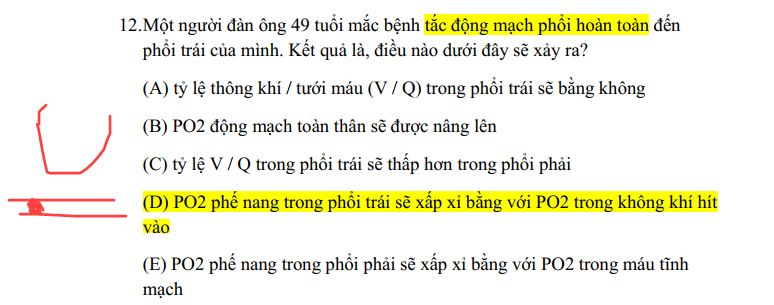 12.Một người đàn ông 49 tuổi mắc bệnh tắc động mạch phổi hoàn toàn đến
phổi trái của mình. Kết quả là, điều nào dưới đây sẽ xảy ra?
(A) tỷ lệ thông khí / tưới máu (V / Q) trong phổi trái sẽ bằng không
(B) PO2 động mạch toàn thân sẽ được nâng lên
(C) tỷ lệ V / Q trong phổi trái sẽ thấp hơn trong phổi phải
(D) PO2 phế nang trong phổi trái sẽ xấp xỉ bằng với PO2 trong không khí hít
vào
(E) PO2 phế nang trong phổi phải sẽ xấp xỉ bằng với PO2 trong máu tĩnh
mạch